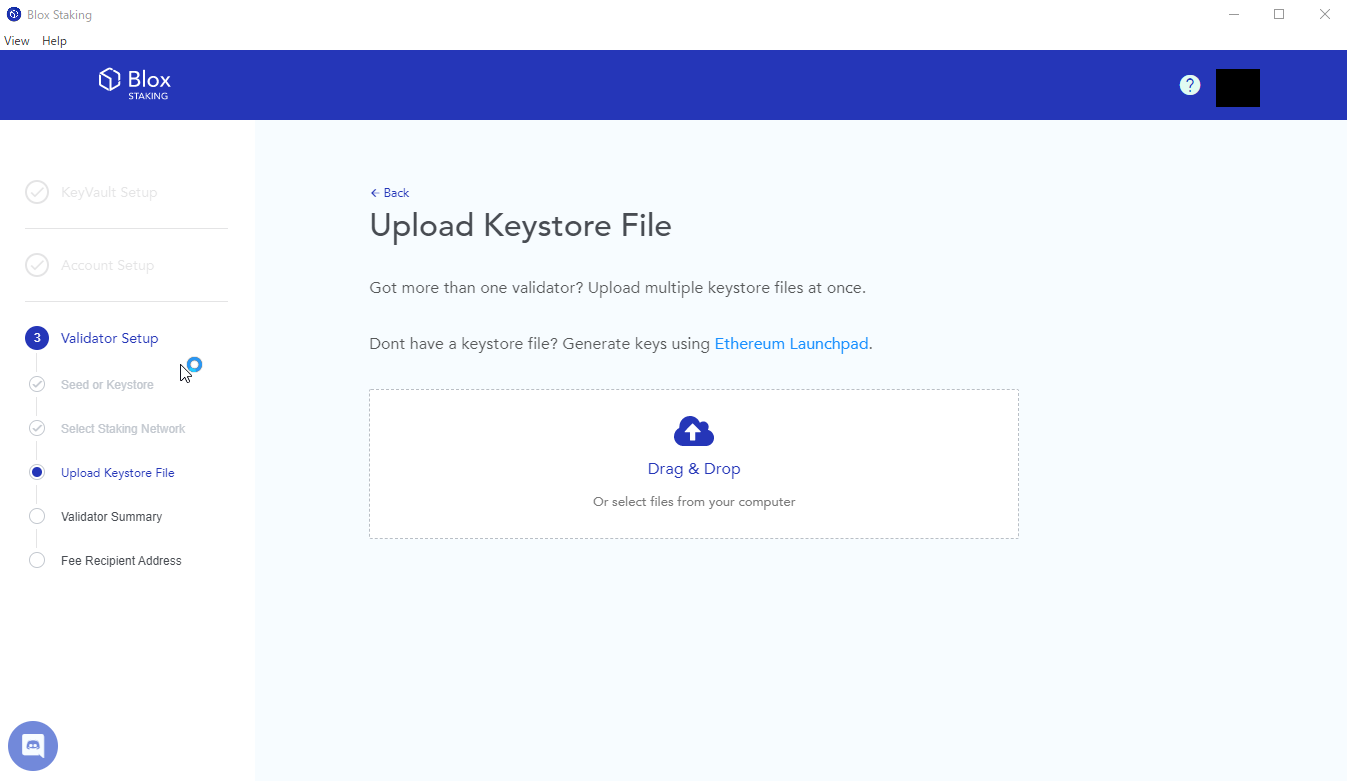 Blox Staking
View Help
Blox
STAKING
?
KeyVault Setup
Account Setup
3 Validator Setup
Seed or Keystore
Select Staking Network
Upload Keystore File
Validator Summary
Fee Recipient Address
← Back
Upload Keystore File
Got more than one validator? Upload multiple keystore files at once.
Dont have a keystore file? Generate keys using Ethereum Launchpad.
Drag & Drop
Or select files from your computer